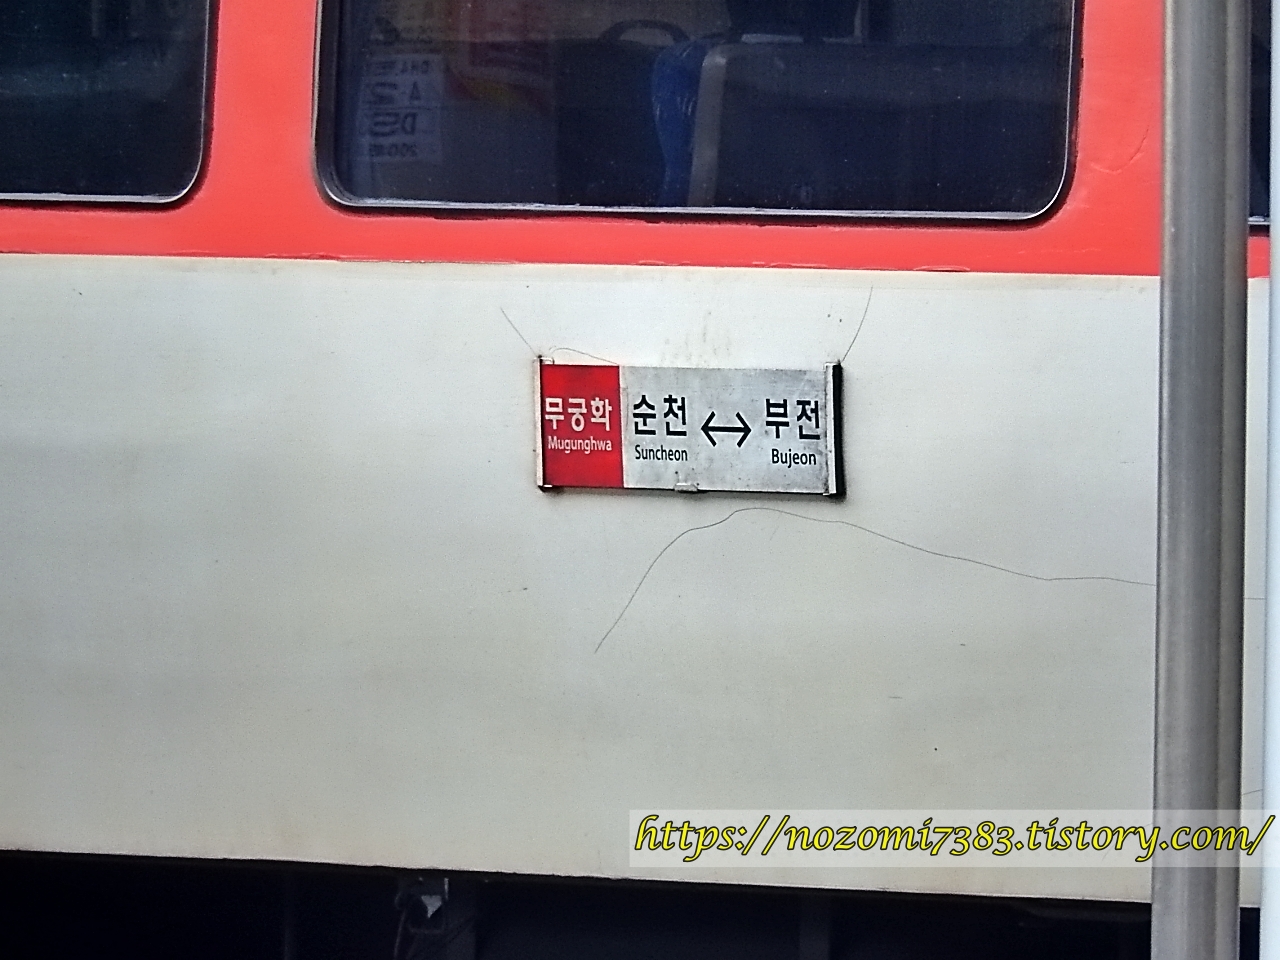 무궁화
Mugunghwa
순천 ↔ 부전
Suncheon Bujeon
https://nozomi7383.tistory.com/